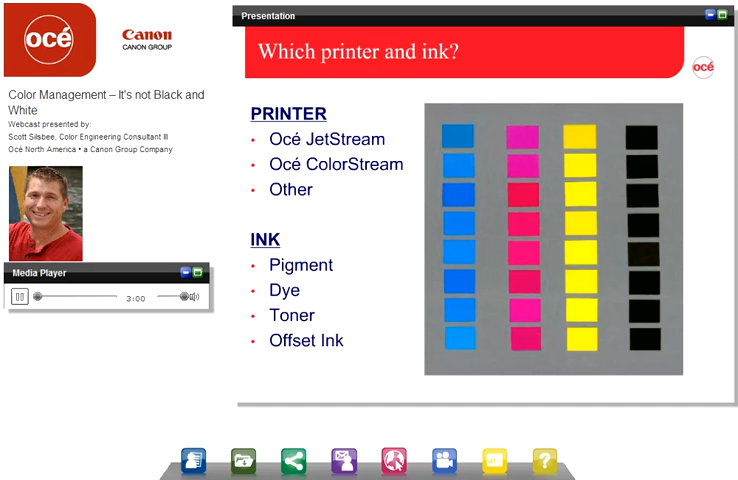 océ
Canon
CANON GROUP
Color Management – It's not Black and
White
Webcast presented by:
Scott Silsbee, Color Engineering Consultant III
Océ North America • a Canon Group Company
Media Player
3:00
Presentation
Which printer and ink?
océ
PRINTER
• Océ JetStream
• Océ ColorStream
• Other
INK
• Pigment
• Dye
• Toner
• Offset Ink
?